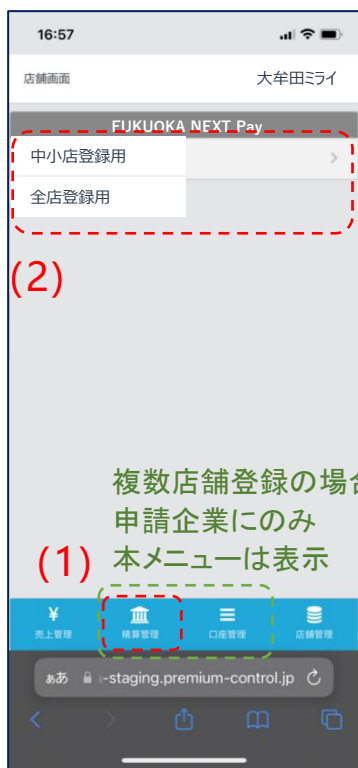 16:57
店舗画面
大牟田ミライ
FUKUOKA NEXT Pay
中小店登録用
全店登録用
(2)
複数店舗登録の場合
申請企業にのみ
(1)
本メニューは表示
売上管理
精算管理
口座管理
店舗管理
ぁあ
-staging.premium-control.jp